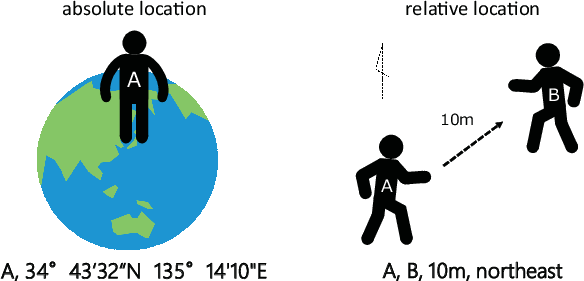 absolute location
relative location
A
B
10m
A
A, 34° 43'32"N 135° 14'10"E
A, B, 10m, northeast